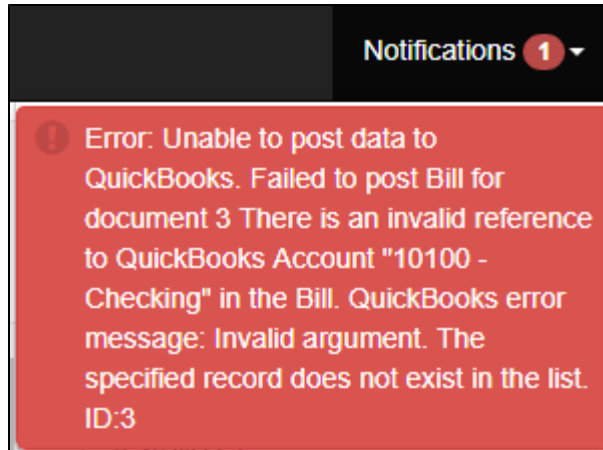 Notifications 1
Error: Unable to post data to
QuickBooks. Failed to post Bill for
document 3 There is an invalid reference
to QuickBooks Account "10100 -
Checking" in the Bill. QuickBooks error
message: Invalid argument. The
specified record does not exist in the list.
ID:3